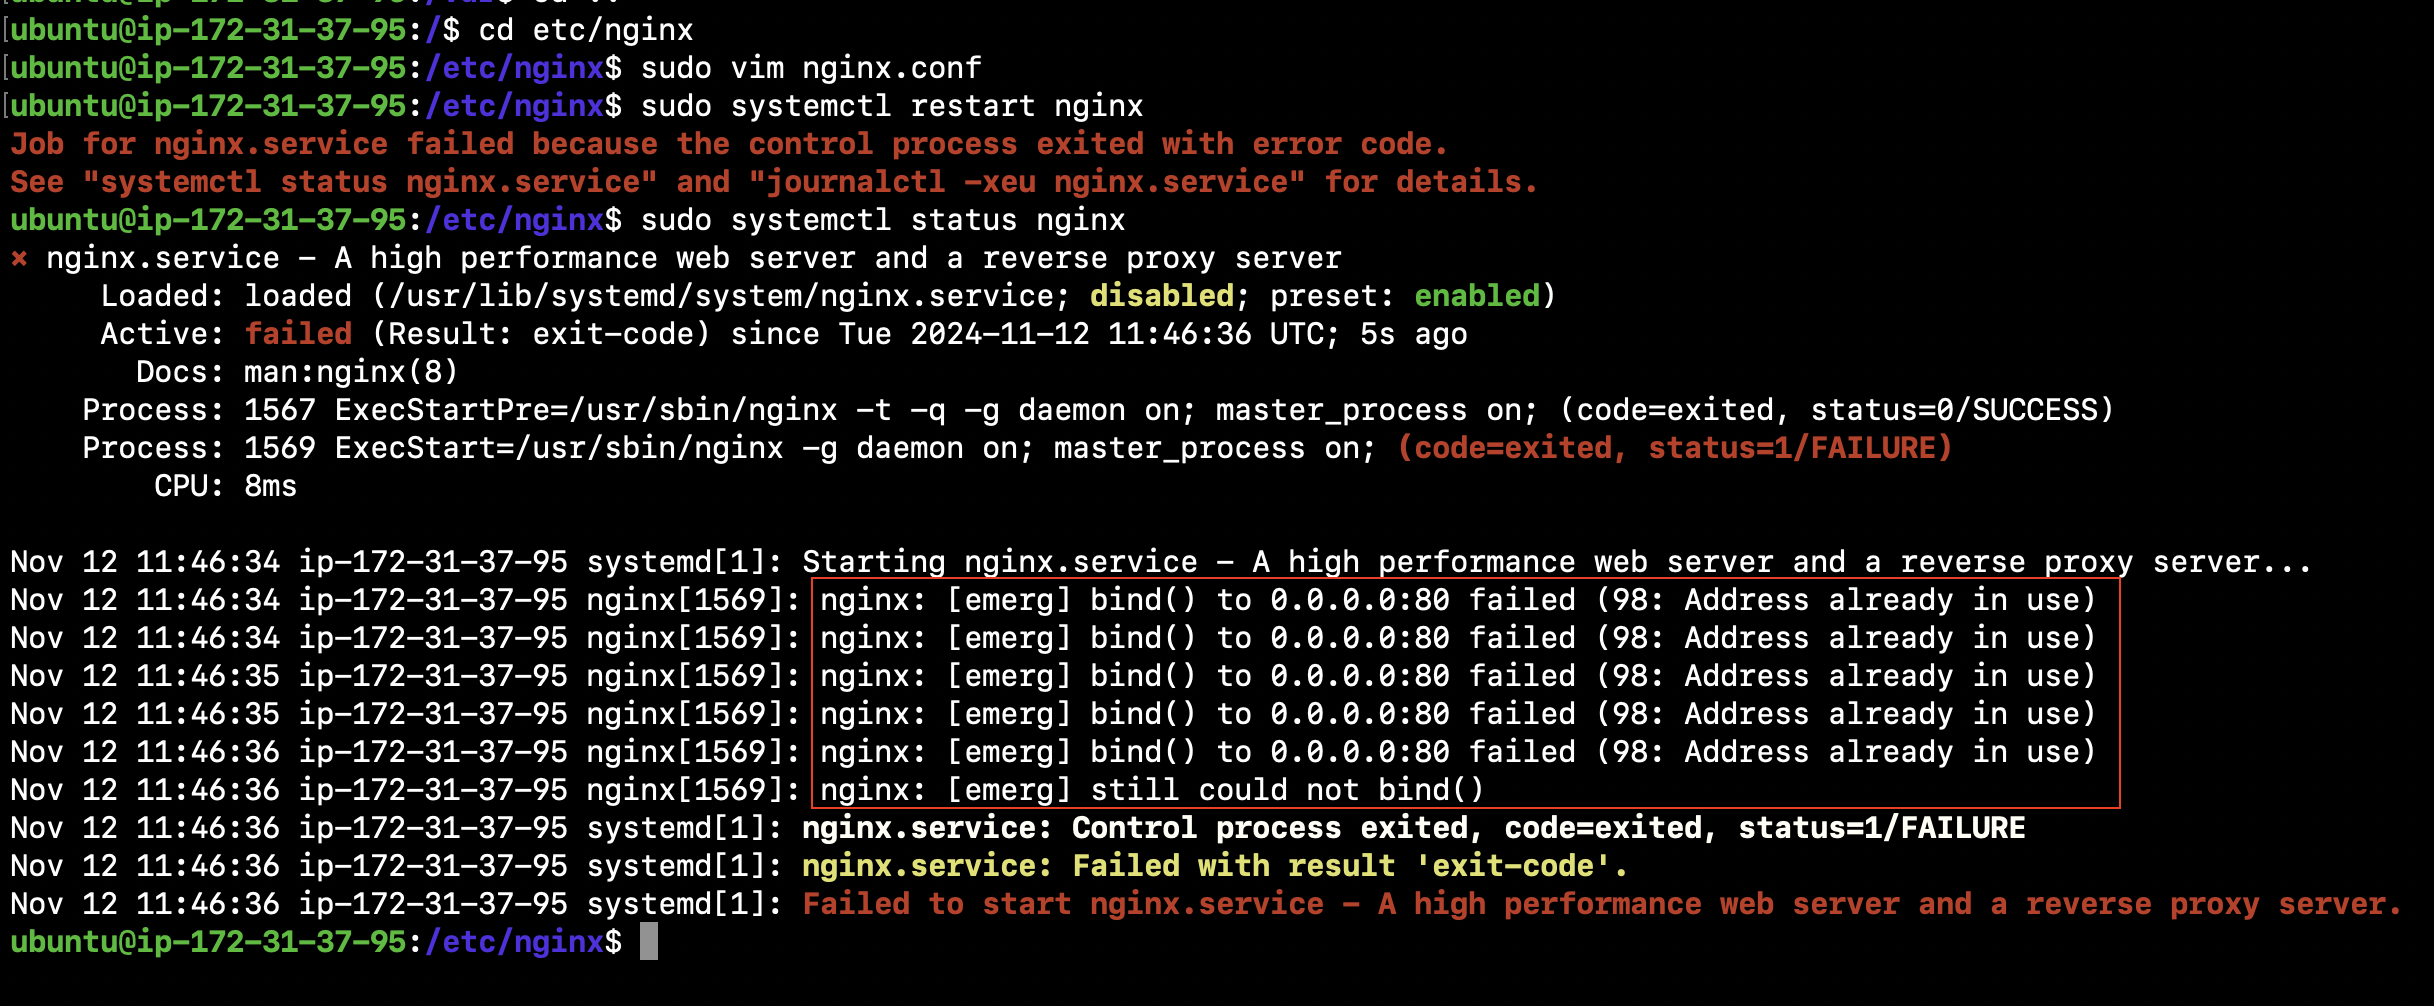 ubuntu@ip-172-31-37-95:/$ cd etc/nginx
ubuntu@ip-172-31-37-95:/etc/nginx$ sudo vim nginx.conf
ubuntu@ip-172-31-37-95:/etc/nginx$ sudo systemctl restart nginx
Job for nginx.service failed because the control process exited with error code.
See "systemctl status nginx.service" and "journalctl -xeu nginx.service" for details.
ubuntu@ip-172-31-37-95:/etc/nginx$ sudo systemctl status nginx
× nginx.service - A high performance web server and a reverse proxy server
     Loaded: loaded (/usr/lib/systemd/system/nginx.service; disabled; preset: enabled)
     Active: failed (Result: exit-code) since Tue 2024-11-12 11:46:36 UTC; 5s ago
       Docs: man:nginx(8)
    Process: 1567 ExecStartPre=/usr/sbin/nginx -t -q -g daemon on; master_process on; (code=exited, status=0/SUCCESS)
    Process: 1569 ExecStart=/usr/sbin/nginx -g daemon on; master_process on; (code=exited, status=1/FAILURE)
        CPU: 8ms
Nov 12 11:46:34 ip-172-31-37-95 systemd[1]: Starting nginx.service - A high performance web server and a reverse proxy server...
Nov 12 11:46:34 ip-172-31-37-95 nginx[1569]: nginx: [emerg] bind() to 0.0.0.0:80 failed (98: Address already in use)
Nov 12 11:46:34 ip-172-31-37-95 nginx[1569]: nginx: [emerg] bind() to 0.0.0.0:80 failed (98: Address already in use)
Nov 12 11:46:35 ip-172-31-37-95 nginx[1569]: nginx: [emerg] bind() to 0.0.0.0:80 failed (98: Address already in use)
Nov 12 11:46:35 ip-172-31-37-95 nginx[1569]: nginx: [emerg] bind() to 0.0.0.0:80 failed (98: Address already in use)
Nov 12 11:46:36 ip-172-31-37-95 nginx[1569]: nginx: [emerg] bind() to 0.0.0.0:80 failed (98: Address already in use)
Nov 12 11:46:36 ip-172-31-37-95 nginx[1569]: nginx: [emerg] still could not bind()
Nov 12 11:46:36 ip-172-31-37-95 systemd[1]: nginx.service: Control process exited, code=exited, status=1/FAILURE
Nov 12 11:46:36 ip-172-31-37-95 systemd[1]: nginx.service: Failed with result 'exit-code'.
Nov 12 11:46:36 ip-172-31-37-95 systemd[1]: Failed to start nginx.service - A high performance web server and a reverse proxy server.
ubuntu@ip-172-31-37-95:/etc/nginx$